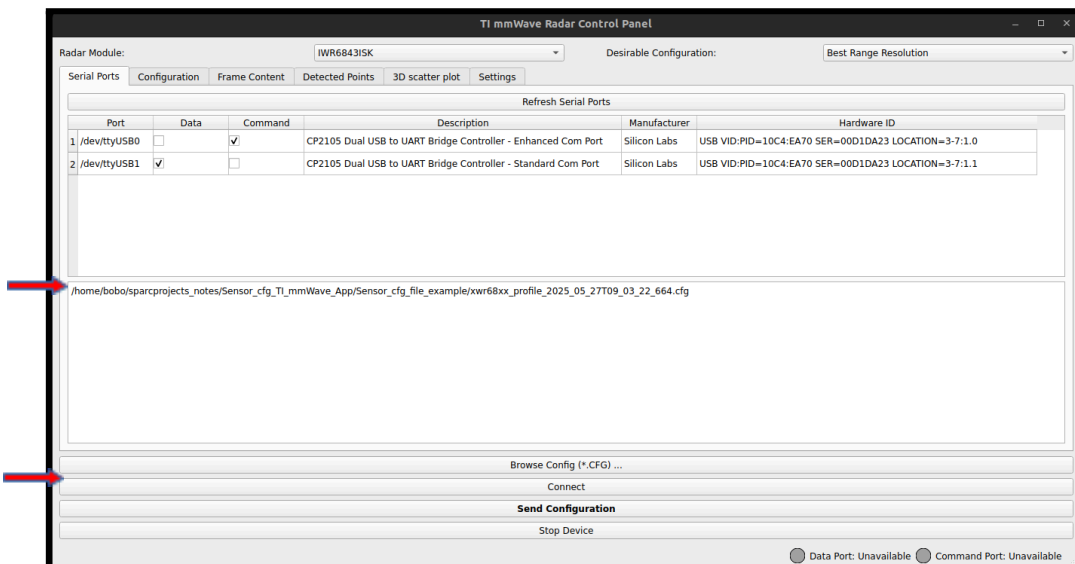 TI mmWave Radar Control Panel
Radar Module: IWR6843ISK Desirable Configuration: Best Range Resolution
Serial Ports Configuration Frame Content Detected Points 3D scatter plot Settings
Refresh Serial Ports
Port Data Command Description Manufacturer Hardware ID
1 /dev/ttyUSB0 CP2105 Dual USB to UART Bridge Controller - Enhanced Com Port Silicon Labs USB VID:PID=10C4:EA70 SER=00D1DA23 LOCATION=3-7:1.0
2 /dev/ttyUSB1 CP2105 Dual USB to UART Bridge Controller - Standard Com Port Silicon Labs USB VID:PID=10C4:EA70 SER=00D1DA23 LOCATION=3-7:1.1
/home/bobo/sparcprojects_notes/Sensor_cfg_TI_mmWave_App/Sensor_cfg_file_example/xwr68xx_profile_2025_05_27T09_03_22_664.cfg
Browse Config (*.CFG) ...
Connect
Send Configuration
Stop Device
Data Port: Unavailable Command Port: Unavailable